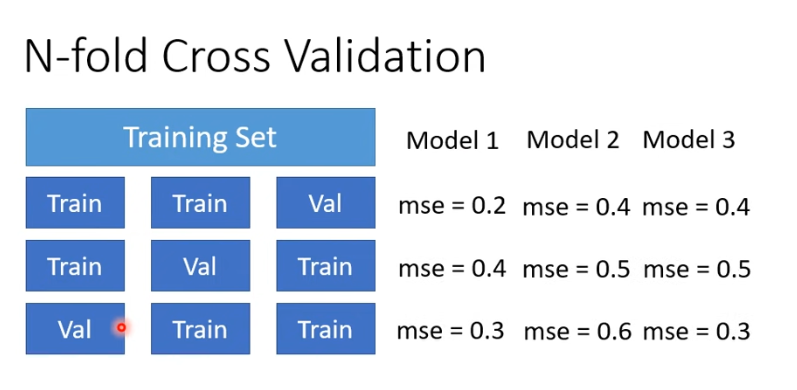 N-fold Cross Validation
Training Set Model 1 Model 2 Model 3
Train Train Val mse = 0.2 mse = 0.4 mse = 0.4
Train Val Train mse = 0.4 mse = 0.5 mse = 0.5
Val Train Train mse = 0.3 mse = 0.6 mse = 0.3